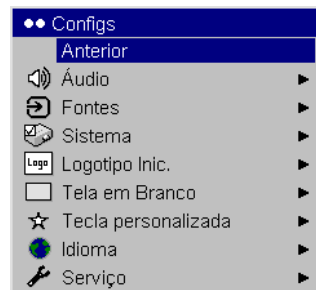 Configs
Anterior
Áudio
Fontes
Sistema
Logo Logotipo Inic.
Tela em Branco
Tecla personalizada
Idioma
Serviço